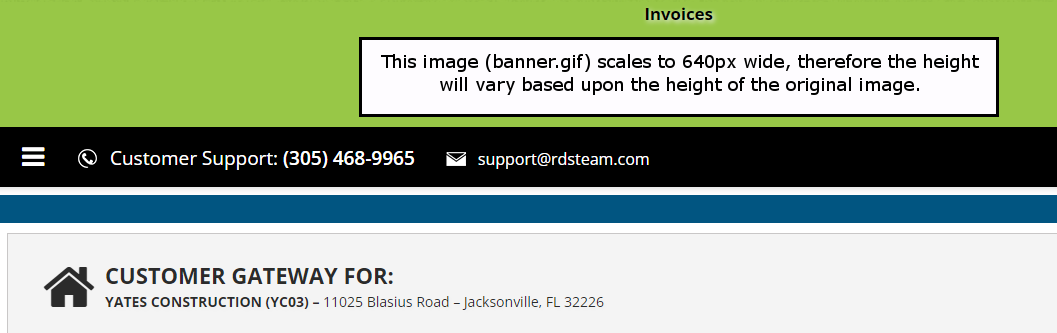 Invoices
This image (banner.gif) scales to 640px wide, therefore the height
will vary based upon the height of the original image.
Customer Support: (305) 468-9965 support@rdsteam.com
CUSTOMER GATEWAY FOR:
YATES CONSTRUCTION (YC03) – 11025 Blasius Road – Jacksonville, FL 32226